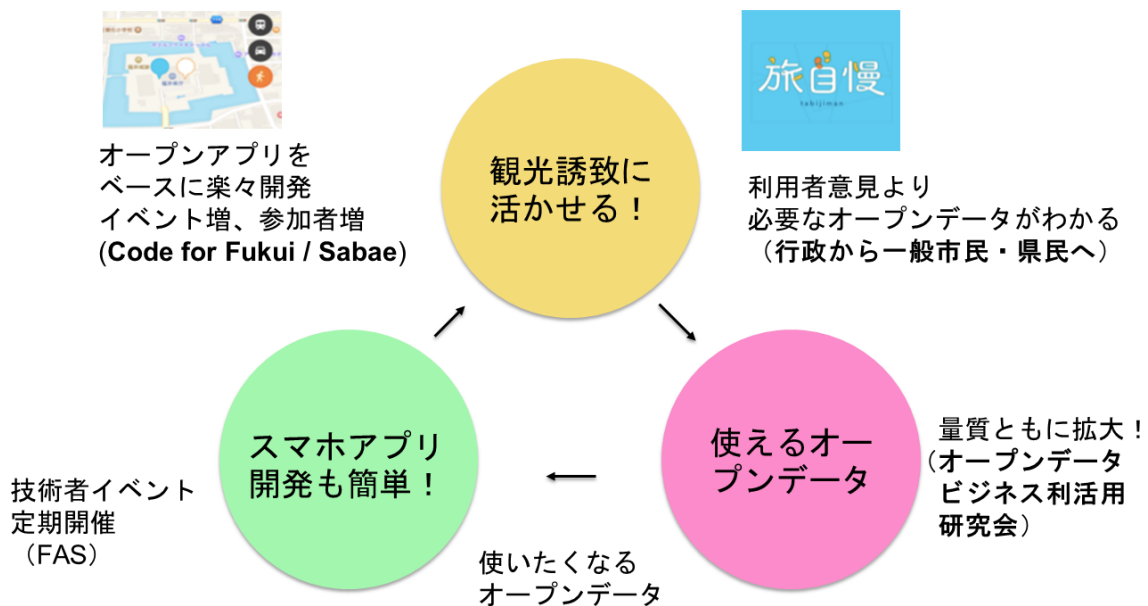 旅自慢
tabijiman
オープンアプリを
ベースに楽々開発
イベント増、参加者増
(Code for Fukui / Sabae)
観光誘致に
活かせる！
利用者意見より
必要なオープンデータがわかる
（行政から一般市民・県民へ）
スマホアプリ
開発も簡単！
使えるオー
プンデータ
量質ともに拡大！
（オープンデータ
ビジネス利活用
研究会）
技術者イベント
定期開催
（FAS）
使いたくなる
オープンデータ